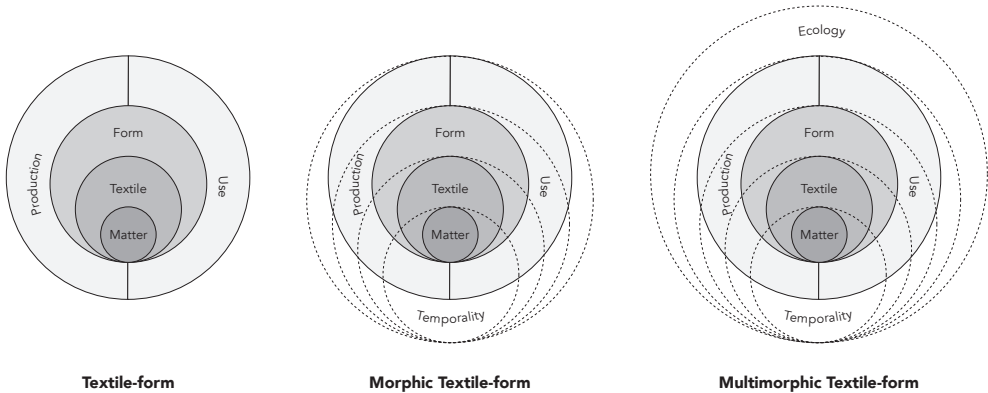 Form
Textile
Matter
Production
Use
Textile-form
Form
Textile
Matter
Production
Use
Temporality
Morphic Textile-form
Ecology
Form
Textile
Matter
Production
Use
Temporality
Multimorphic Textile-form